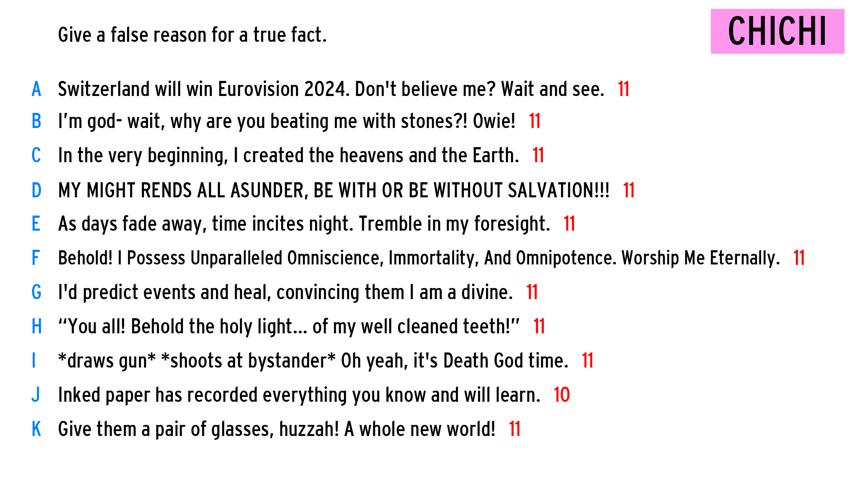 Give a false reason for a true fact.
CHICHI
A Switzerland will win Eurovision 2024. Don't believe me? Wait and see. 11
B I'm god- wait, why are you beating me with stones?! Owie! 11
C In the very beginning, I created the heavens and the Earth. 11
D MY MIGHT RENDS ALL ASUNDER, BE WITH OR BE WITHOUT SALVATION!!! 11
E As days fade away, time incites night. Tremble in my foresight. 11
F Behold! I Possess Unparalleled Omniscience, Immortality, And Omnipotence. Worship Me Eternally. 11
G I'd predict events and heal, convincing them I am a divine. 11
H “You all! Behold the holy light... of my well cleaned teeth!” 11
I *draws gun* *shoots at bystander* Oh yeah, it's Death God time. 11
J Inked paper has recorded everything you know and will learn. 10
K Give them a pair of glasses, huzzah! A whole new world! 11